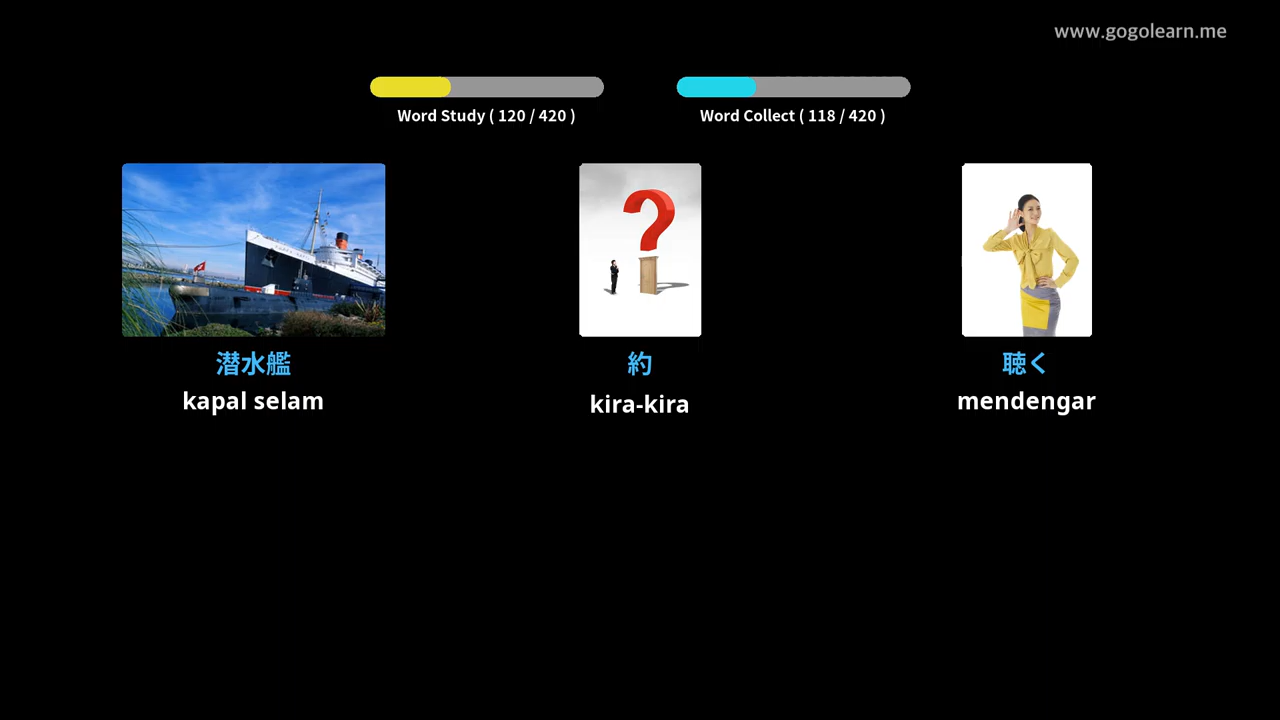 www.gogolearn.me
Word Study ( 120 / 420 )
Word Collect ( 118 / 420 )
潜水艦
kapal selam
約
kira-kira
聴く
mendengar